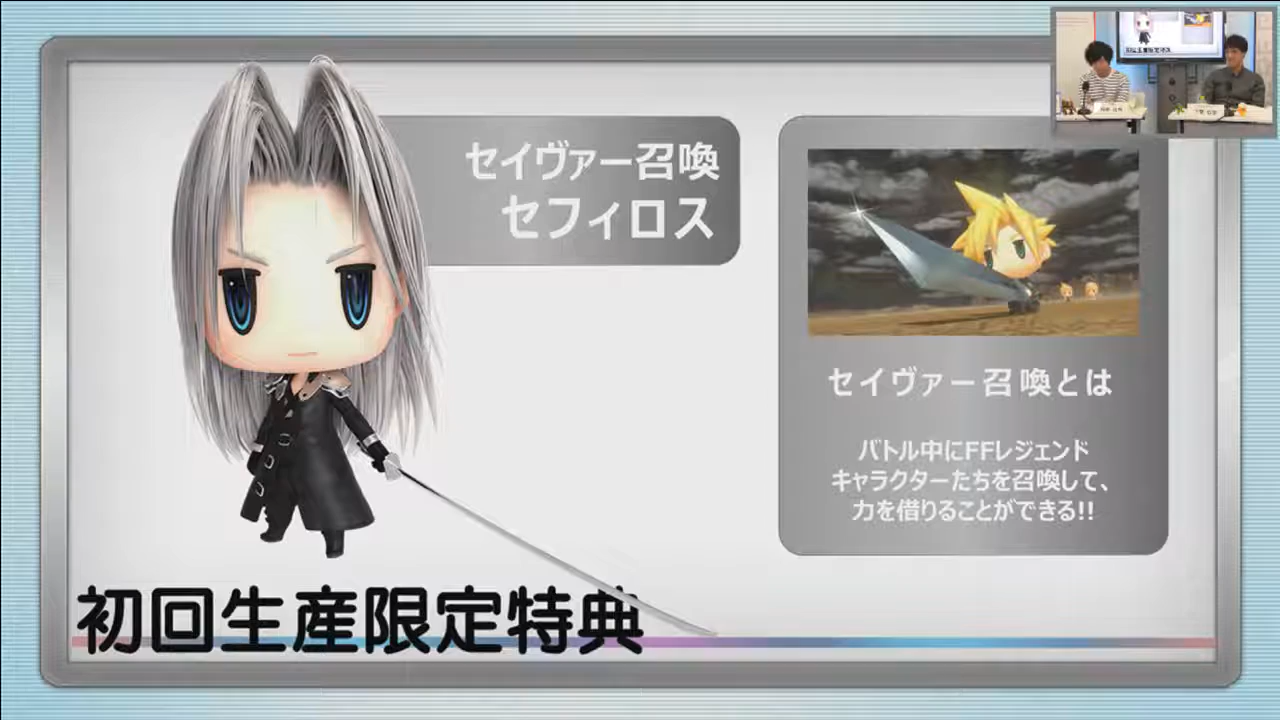 セイヴァー召喚
セフィロス
セイヴァー召喚とは
バトル中にFFレジェンド
キャラクターたちを召喚して、
力を借りることができる!!
初回生産限定特典